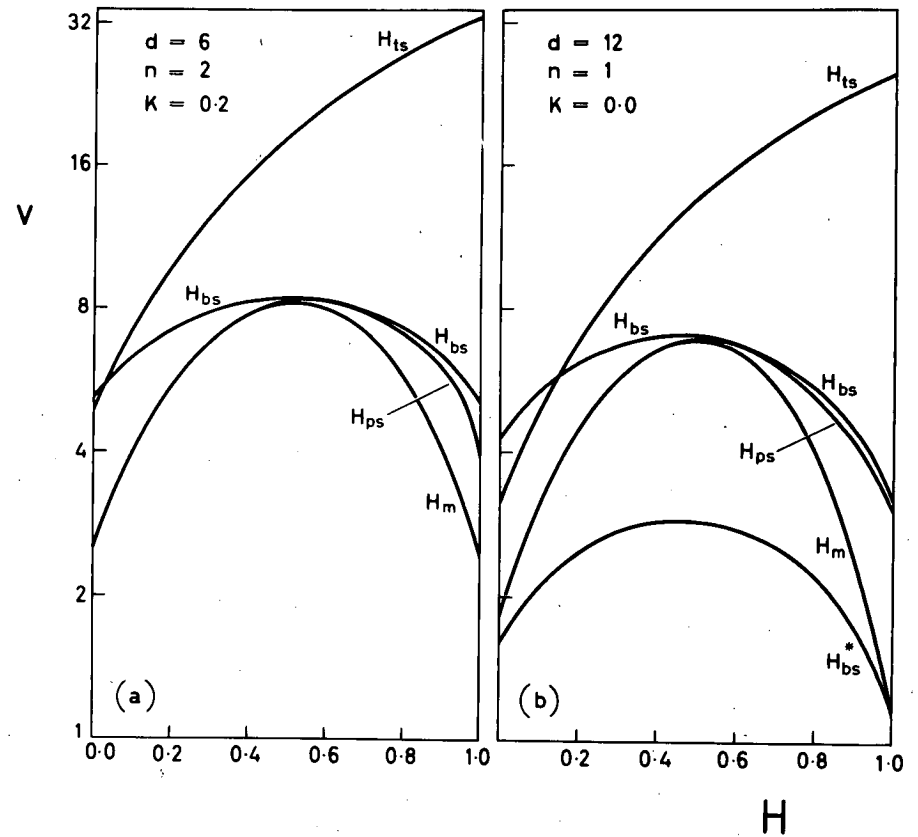 32
16
V
8
4
2
1
d = 6
n = 2
K = 0·2
H_ts
H_bs
H_bs
H_ps
H_m
(a)
0·0 0·2 0·4 0·6 0·8 1·0
d = 12
n = 1
K = 0·0
H_ts
H_bs
H_bs
H_ps
H_m
H*_bs
(b)
0·2 0·4 0·6 0·8 1·0
H